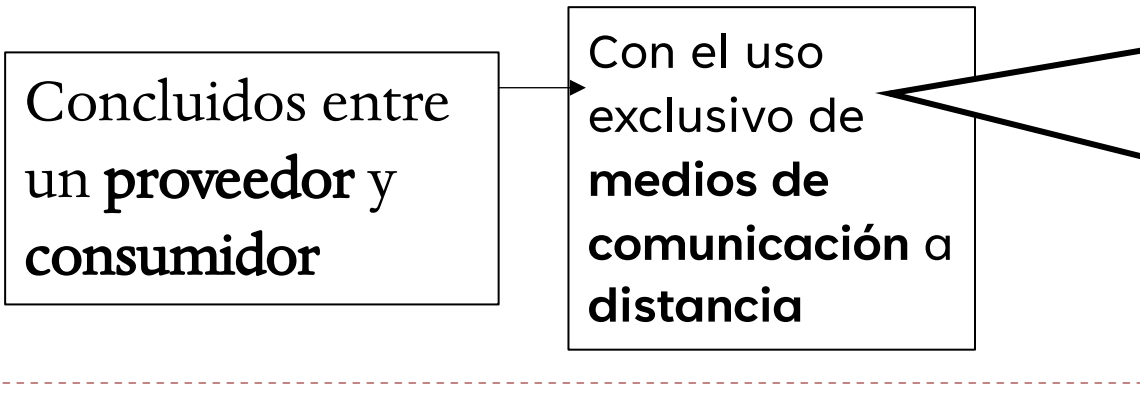 Concluidos entre
un proveedor y
consumidor
Con el uso
exclusivo de
medios de
comunicación a
distancia